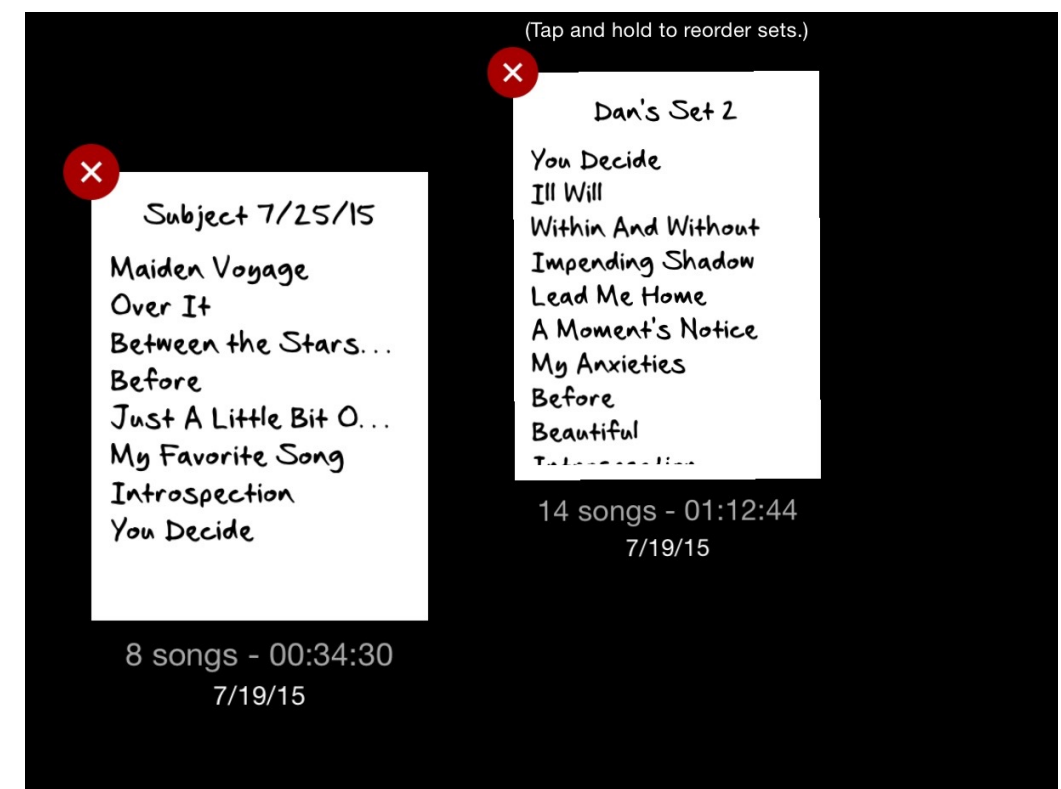 (Tap and hold to reorder sets.)
Subject 7/25/15
Maiden Voyage
Over It
Between the Stars...
Before
Just A Little Bit O...
My Favorite Song
Introspection
You Decide
8 songs - 00:34:30
7/19/15
Dan's Set 2
You Decide
Ill Will
Within And Without
Impending Shadow
Lead Me Home
A Moment's Notice
My Anxieties
Before
Beautiful
Introspection
14 songs - 01:12:44
7/19/15